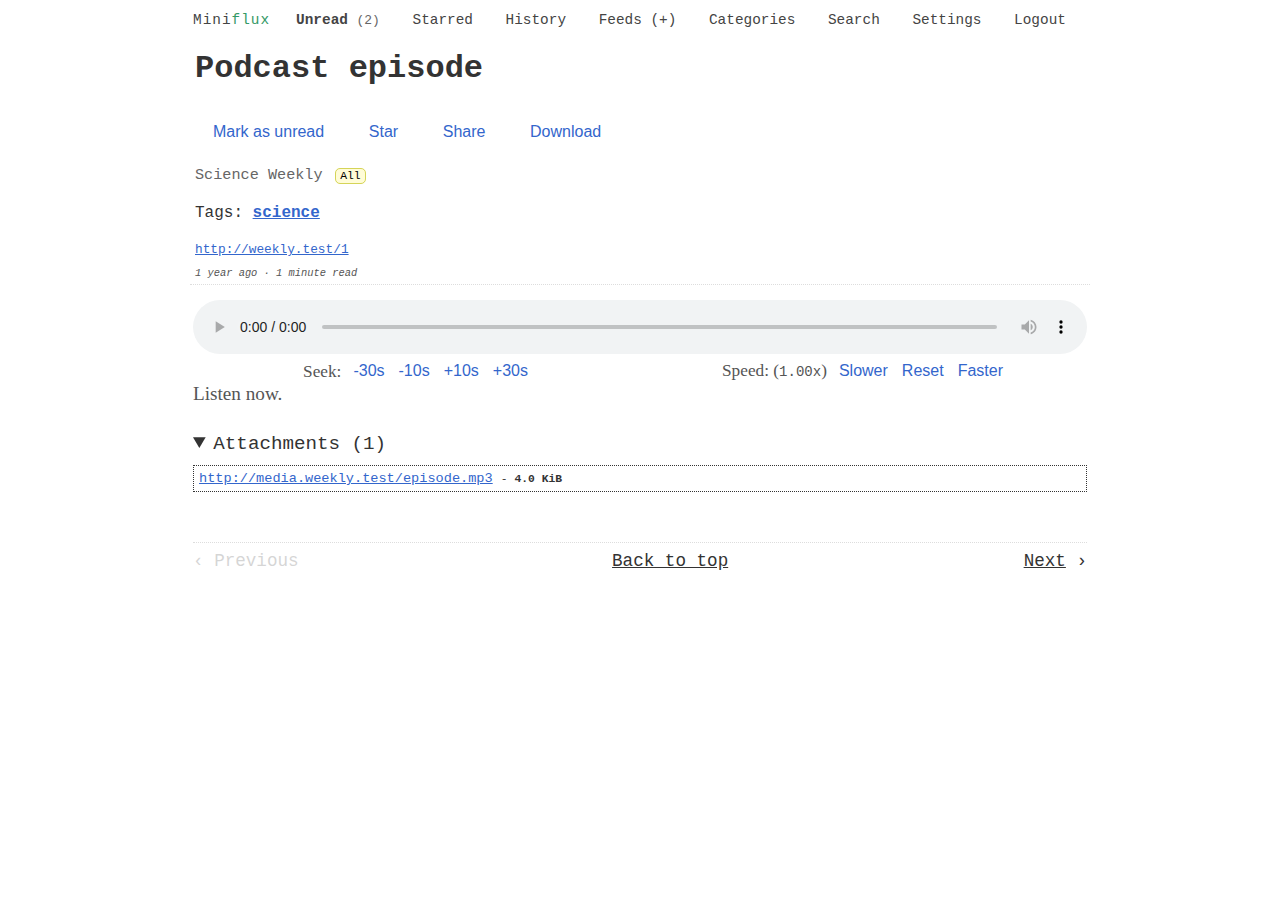 Miniflux Unread (2) Starred History Feeds (+) Categories Search Settings Logout
Podcast episode
Mark as unread Star Share Download
Science Weekly All
Tags: science
http://weekly.test/1
1 year ago · 1 minute read
0:00 / 0:00
Seek: -30s -10s +10s +30s Speed: (1.00x) Slower Reset Faster
Listen now.
▼ Attachments (1)
http://media.weekly.test/episode.mp3 - 4.0 KiB
‹ Previous Back to top Next ›